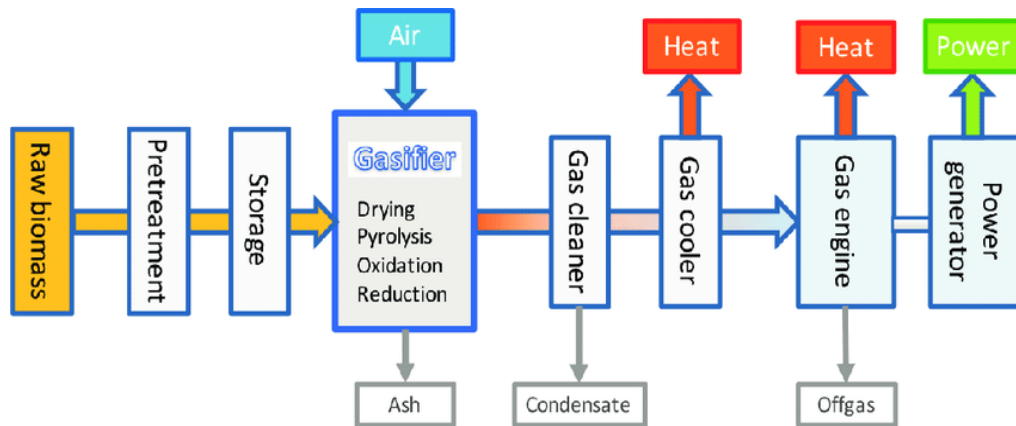 Air
Heat
Heat
Power
Raw biomass
Pretreatment
Storage
Gasifier
Drying
Pyrolysis
Oxidation
Reduction
Gas cleaner
Gas cooler
Gas engine
Power
generator
Ash
Condensate
Offgas